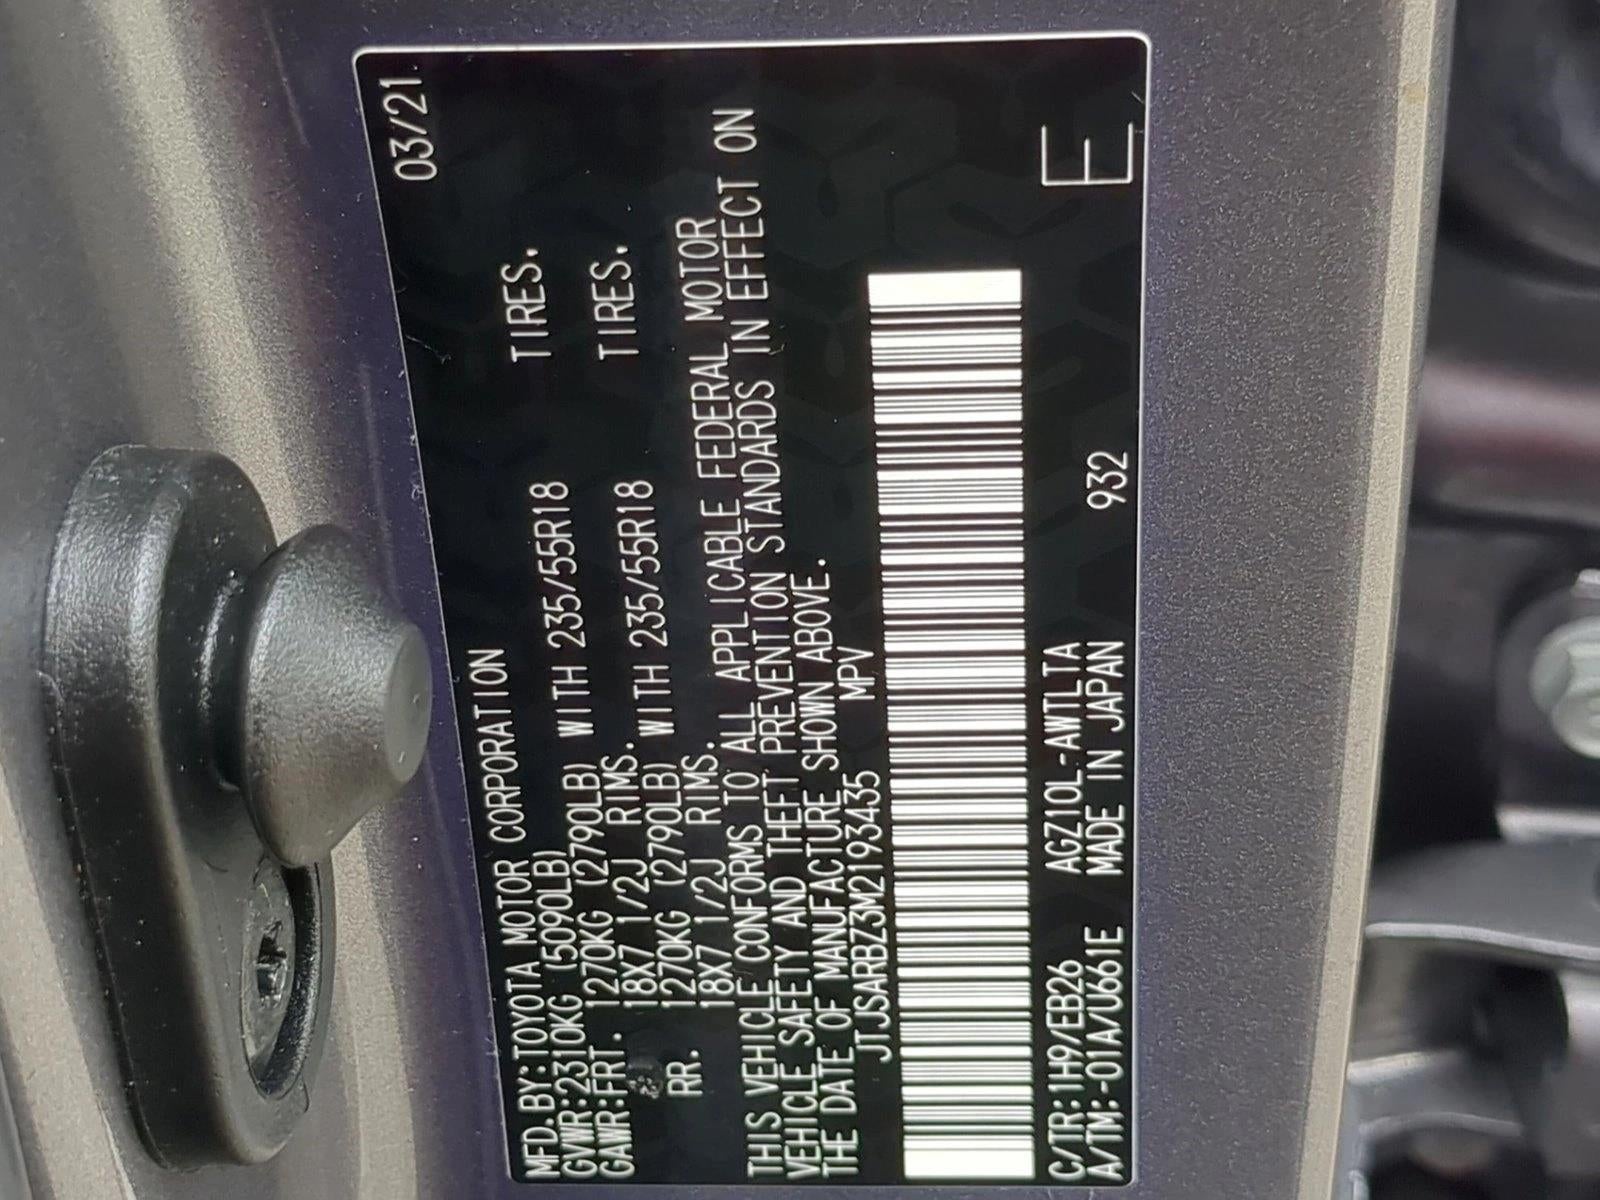 03/21
MFD.BY:TOYOTA MOTOR CORPORATION
GVWR:2310KG (5090LB)
GAWR:FRT. 1270KG (2790LB) WITH 235/55R18 TIRES.
18X7 1/2J RIMS.
RR. 1270KG (2790LB) WITH 235/55R18 TIRES.
18X7 1/2J RIMS.
THIS VEHICLE CONFORMS TO ALL APPLICABLE FEDERAL MOTOR
VEHICLE SAFETY AND THEFT PREVENTION STANDARDS IN EFFECT ON
THE DATE OF MANUFACTURE SHOWN ABOVE.
JTJSARBZ3M2193435 MPV
C/TR:1H9/EB26 AGZ10L-AWTLTA
A/TM:-01A/U661E MADE IN JAPAN 932 E